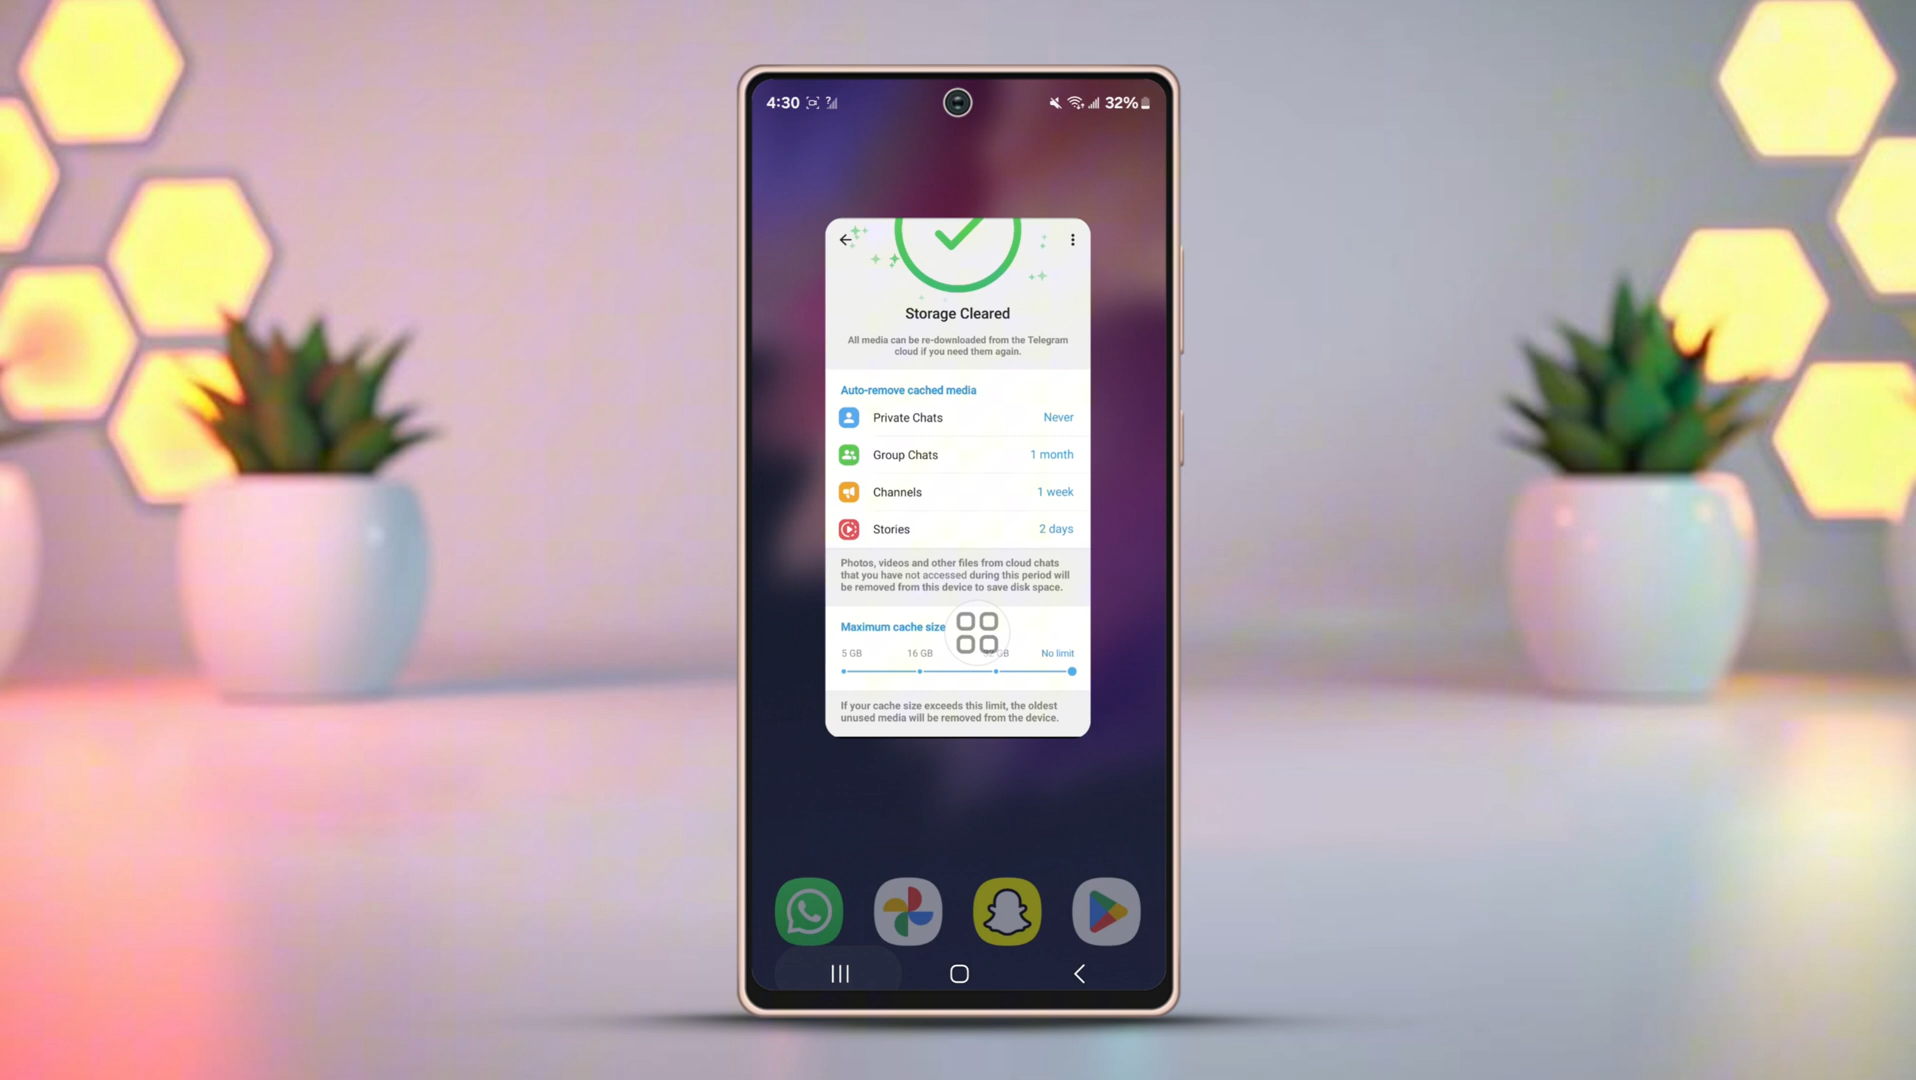 4:30
32%
Storage Cleared
All media can be re-downloaded from the Telegram
cloud if you need them again.
Auto-remove cached media
Private Chats Never
Group Chats 1 month
Channels 1 week
Stories 2 days
Photos, videos and other files from cloud chats
that you have not accessed during this period will
be removed from this device to save disk space.
Maximum cache size
5 GB 16 GB 32 GB No limit
If your cache size exceeds this limit, the oldest
unused media will be removed from the device.